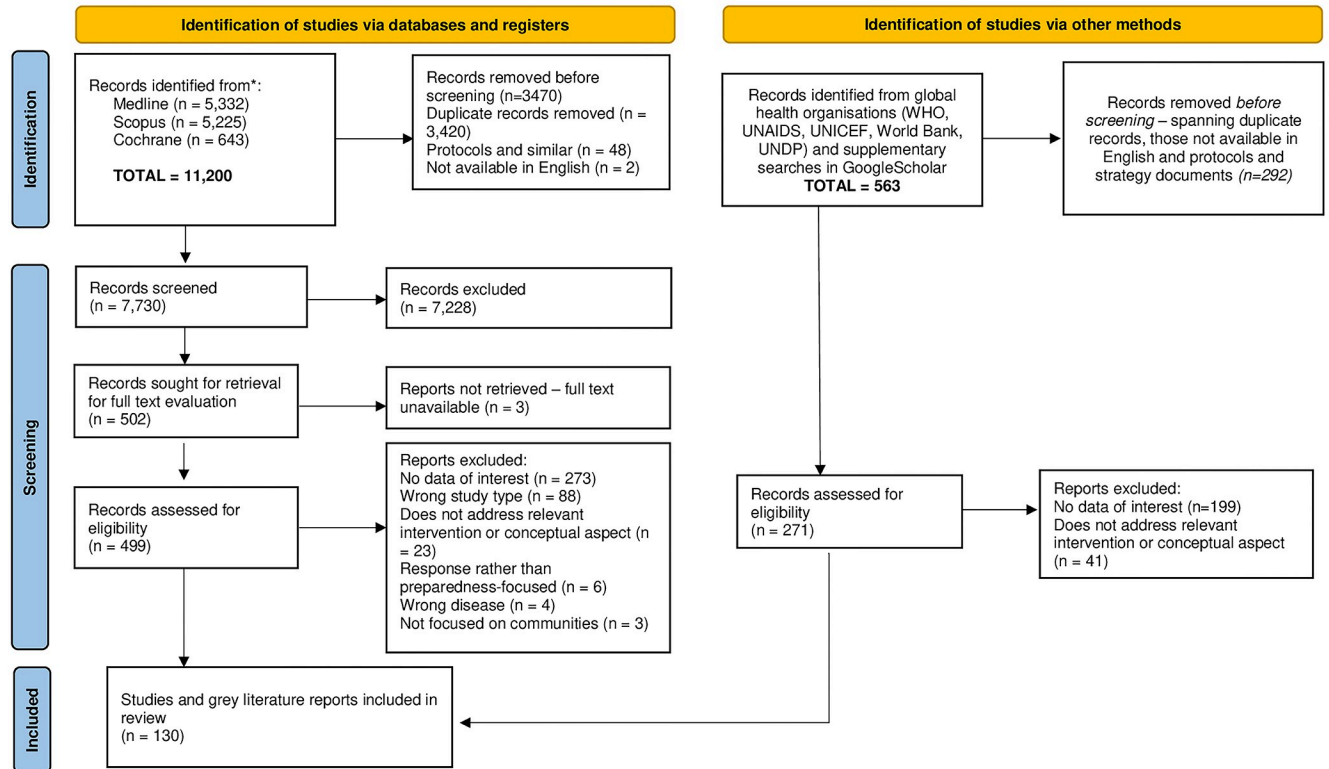 Identification of studies via databases and registers
Identification of studies via other methods
Identification
Records identified from*:
Medline (n = 5,332)
Scopus (n = 5,225)
Cochrane (n = 643)
TOTAL = 11,200
Records removed before
screening (n=3470)
Duplicate records removed (n =
3,420)
Protocols and similar (n = 48)
Not available in English (n = 2)
Records identified from global
health organisations (WHO,
UNAIDS, UNICEF, World Bank,
UNDP) and supplementary
searches in GoogleScholar
TOTAL = 563
Records removed before
screening – spanning duplicate
records, those not available in
English and protocols and
strategy documents (n=292)
Screening
Records screened
(n = 7,730)
Records excluded
(n = 7,228)
Records sought for retrieval
for full text evaluation
(n = 502)
Reports not retrieved – full text
unavailable (n = 3)
Records assessed for
eligibility
(n = 499)
Reports excluded:
No data of interest (n = 273)
Wrong study type (n = 88)
Does not address relevant
intervention or conceptual aspect (n
= 23)
Response rather than
preparedness-focused (n = 6)
Wrong disease (n = 4)
Not focused on communities (n = 3)
Records assessed for
eligibility
(n = 271)
Reports excluded:
No data of interest (n=199)
Does not address relevant
intervention or conceptual aspect
(n = 41)
Included
Studies and grey literature reports included in
review
(n = 130)